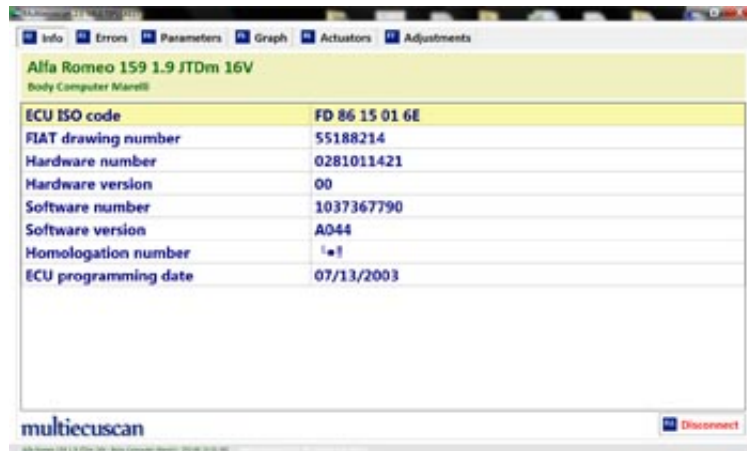 Info Errors Parameters Graph Actuators Adjustments
Alfa Romeo 159 1.9 JTDm 16V
Body Computer Marelli
ECU ISO code FD 86 15 01 6E
FIAT drawing number 55188214
Hardware number 0281011421
Hardware version 00
Software number 1037367790
Software version A044
Homologation number
ECU programming date 07/13/2003
multiecuscan Disconnect